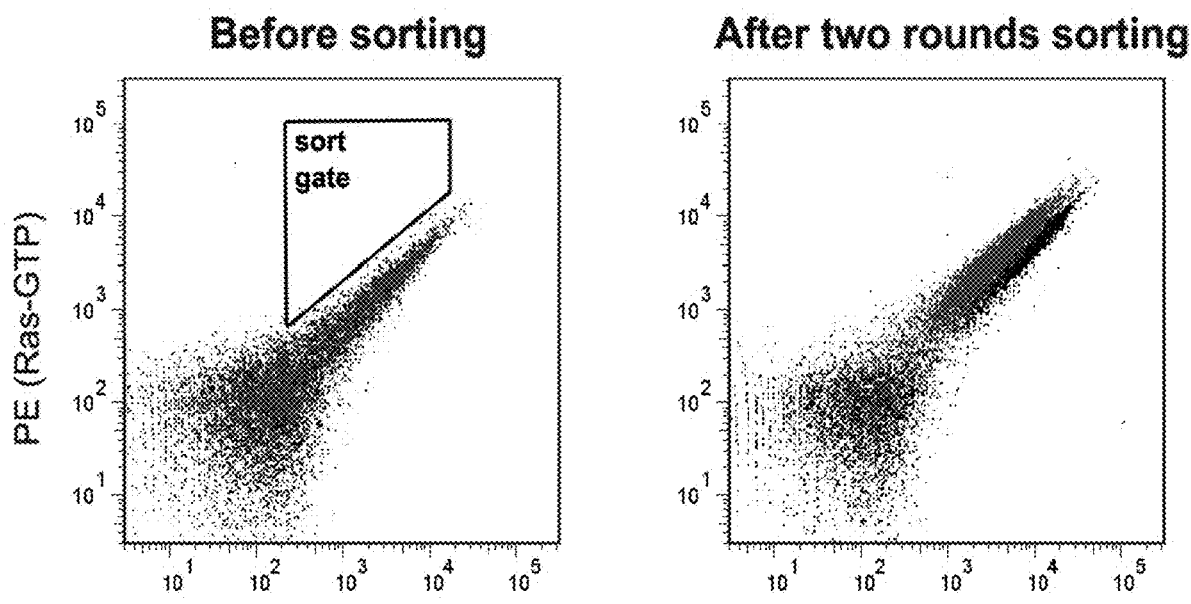 Before sorting
After two rounds sorting
PE (Ras-GTP)
10^5
10^4
10^3
10^2
10^1
sort
gate
10^1 10^2 10^3 10^4 10^5
10^5
10^4
10^3
10^2
10^1
10^1 10^2 10^3 10^4 10^5